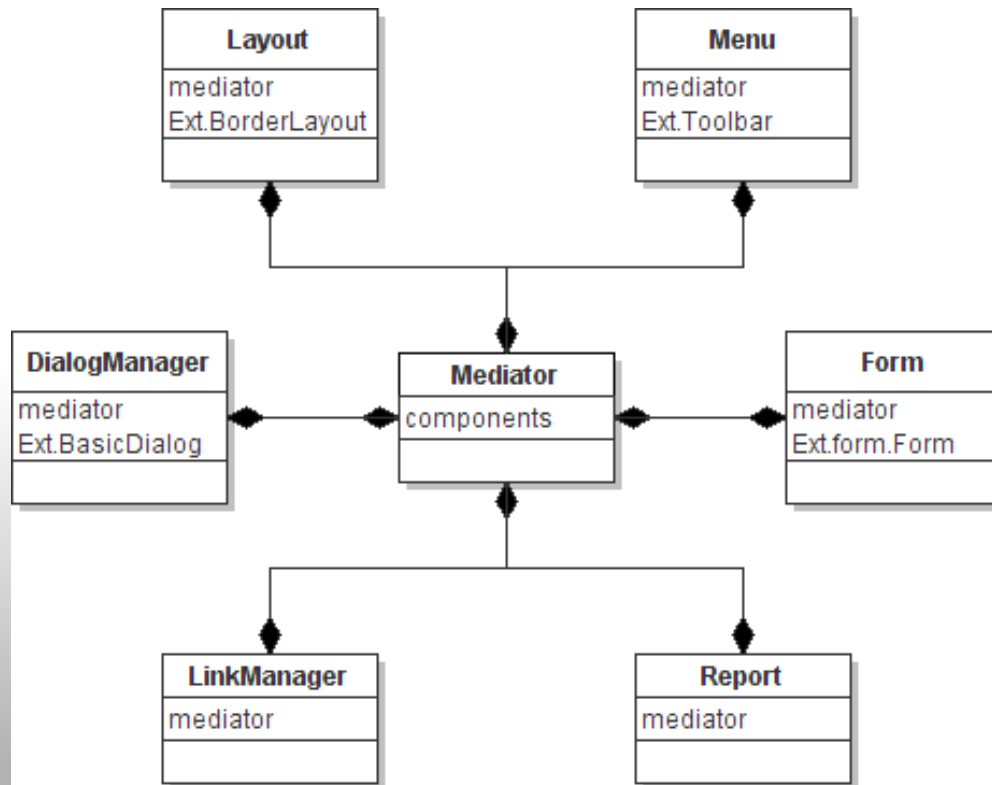 Layout
mediator
Ext.BorderLayout
Menu
mediator
Ext.Toolbar
DialogManager
mediator
Ext.BasicDialog
Mediator
components
Form
mediator
Ext.form.Form
LinkManager
mediator
Report
mediator